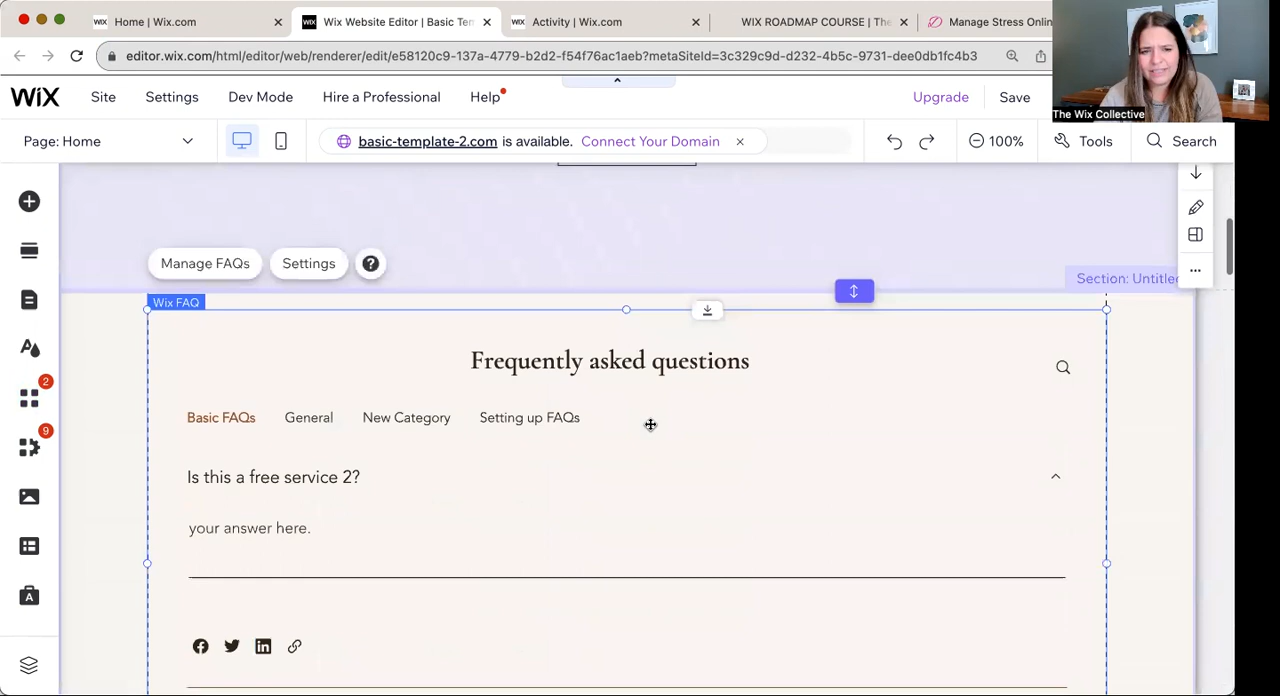 WIX Home | Wix.com
WIX Wix Website Editor | Basic Tem
WIX Activity | Wix.com
WIX ROADMAP COURSE | The
Manage Stress Onlin
editor.wix.com/html/editor/web/renderer/edit/e58120c9-137a-4779-b2d2-f54f76ac1aeb?metaSiteId=3c329c9d-d232-4b5c-9731-dee0db1fc4b3
WiX Site Settings Dev Mode Hire a Professional Help Upgrade Save
The Wix Collective
Page: Home
basic-template-2.com is available. Connect Your Domain
100% Tools Search
Manage FAQs Settings ?
Section: Untitle
Wix FAQ
Frequently asked questions
Basic FAQs General New Category Setting up FAQs
Is this a free service 2?
your answer here.
2
9
A